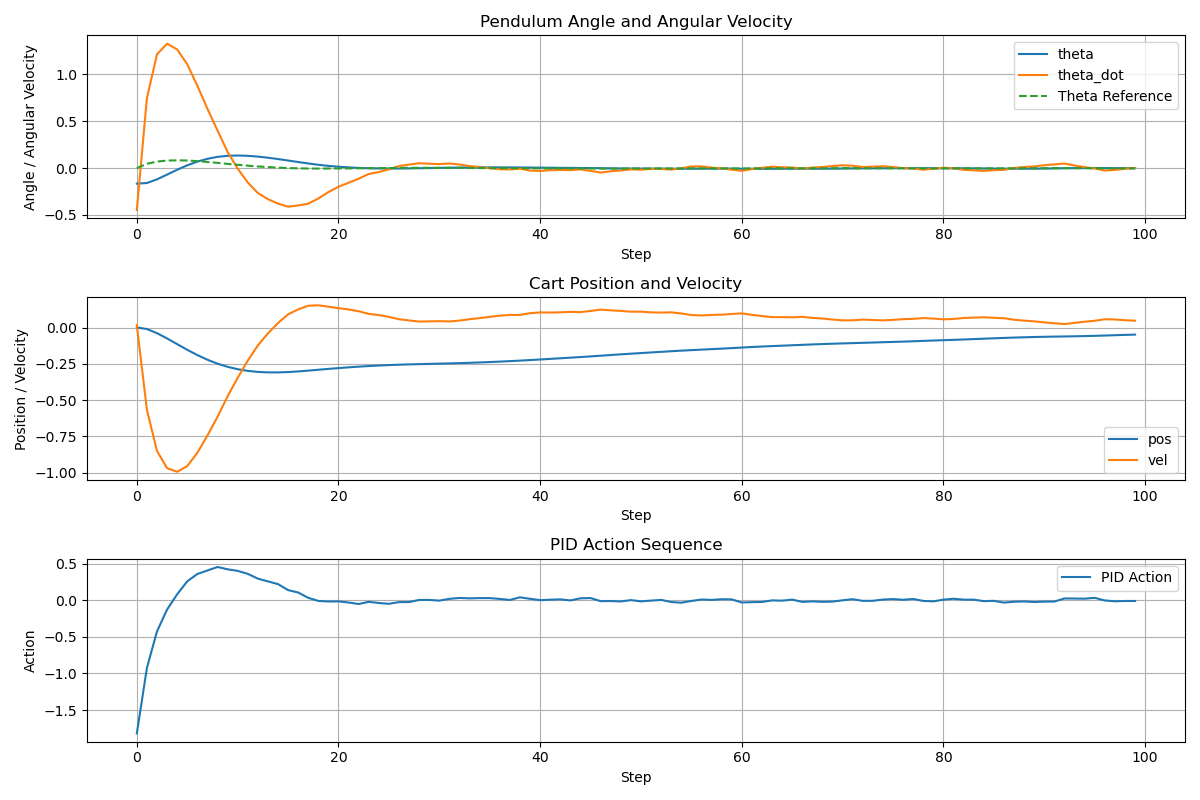 Pendulum Angle and Angular Velocity
Angle / Angular Velocity
1.0
0.5
0.0
−0.5
theta
theta_dot
Theta Reference
0 20 40 60 80 100
Step
Cart Position and Velocity
Position / Velocity
0.00
−0.25
−0.50
−0.75
−1.00
pos
vel
0 20 40 60 80 100
Step
PID Action Sequence
Action
0.5
0.0
−0.5
−1.0
−1.5
PID Action
0 20 40 60 80 100
Step